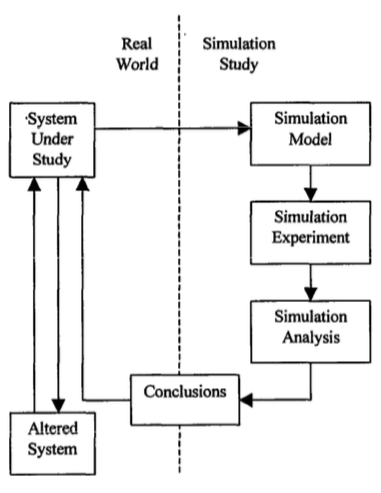 Real
World
Simulation
Study
System
Under
Study
Simulation
Model
Simulation
Experiment
Simulation
Analysis
Conclusions
Altered
System